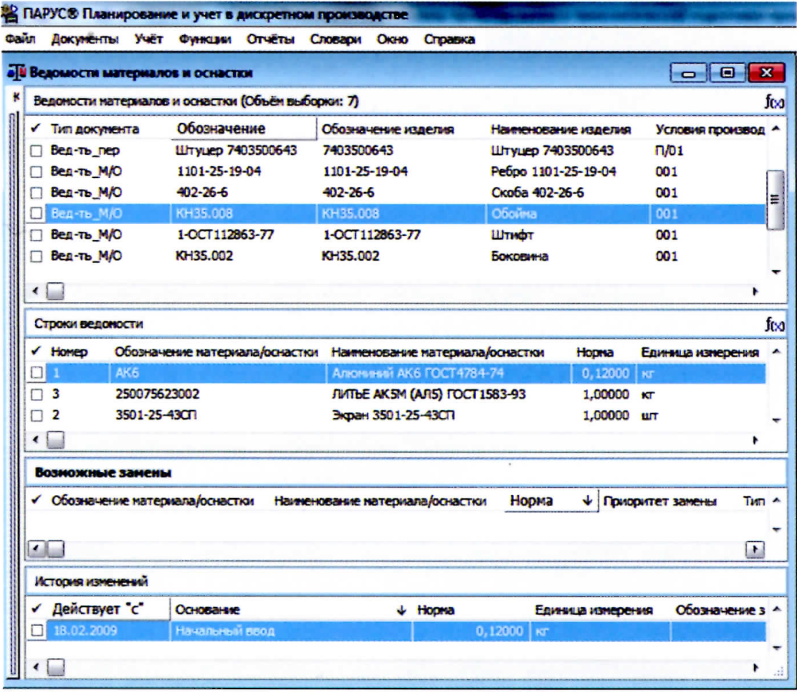 ПАРУС® Планирование и учет в дискретном производстве
Файл Документы Учёт Функции Отчёты Словари Окно Справка
Ведомости материалов и оснастки
К Ведомости материалов и оснастки (Объём выборки: 7) f(x)
✓ Тип документа Обозначение Обозначение изделия Наименование изделия Условия производ
Вед-ть_пер Штуцер 7403500643 7403500643 Штуцер 7403500643 П/01
Вед-ть_М/О 1101-25-19-04 1101-25-19-04 Ребро 1101-25-19-04 001
Вед-ть_М/О 402-26-6 402-26-6 Скоба 402-26-6 001
Вед-ть_М/О КН35.008 КН35.008 Обойма 001
Вед-ть_М/О 1-ОСТ112863-77 1-ОСТ112863-77 Штифт 001
Вед-ть_М/О КН35.002 КН35.002 Боковина 001
Строки ведомости f(x)
✓ Номер Обозначение материала/оснастки Наименование материала/оснастки Норма Единица измерения
1 АК6 Алюминий АК6 ГОСТ4784-74 0,12000 кг
3 250075623002 ЛИТЬЕ АК5М (АЛ5) ГОСТ1583-93 1,00000 кг
2 3501-25-43СП Экран 3501-25-43СП 1,00000 шт
Возможные замены
✓ Обозначение материала/оснастки Наименование материала/оснастки Норма ↓ Приоритет замены Тип
История изменений
✓ Действует "с" Основание ↓ Норма Единица измерения Обозначение з
18.02.2009 Начальный ввод 0,12000 кг